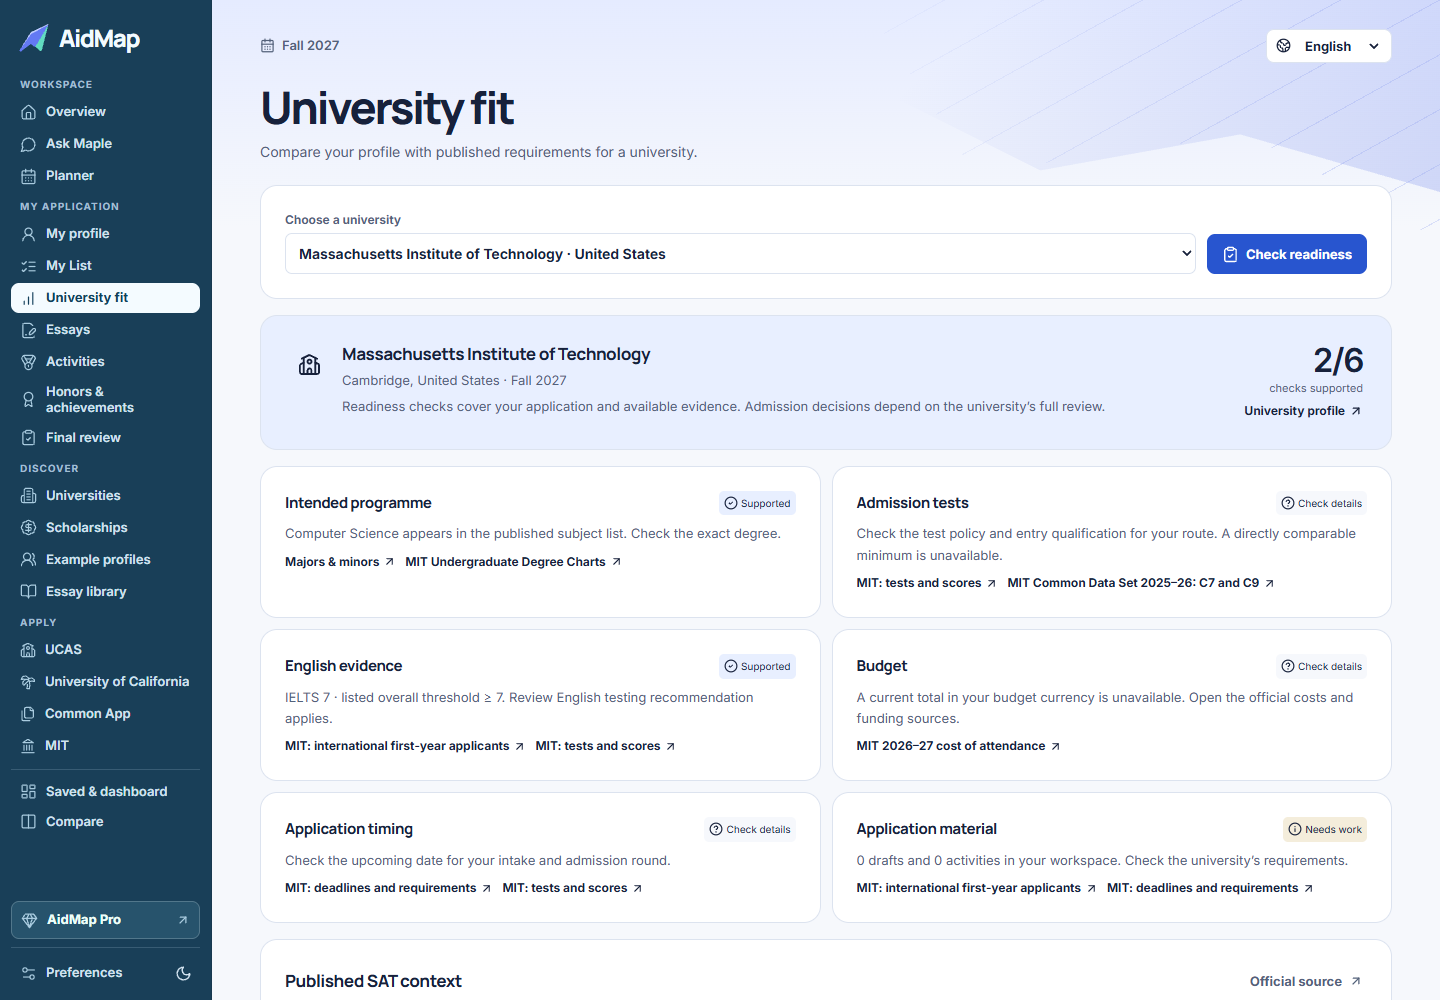 AidMap
WORKSPACE
Overview
Ask Maple
Planner
MY APPLICATION
My profile
My List
University fit
Essays
Activities
Honors &
achievements
Final review
DISCOVER
Universities
Scholarships
Example profiles
Essay library
APPLY
UCAS
University of California
Common App
MIT
Saved & dashboard
Compare
AidMap Pro
Preferences
Fall 2027
English
University fit
Compare your profile with published requirements for a university.
Choose a university
Massachusetts Institute of Technology · United States
Check readiness
Massachusetts Institute of Technology
Cambridge, United States · Fall 2027
Readiness checks cover your application and available evidence. Admission decisions depend on the university’s full review.
2/6
checks supported
University profile
Intended programme
Supported
Computer Science appears in the published subject list. Check the exact degree.
Majors & minors MIT Undergraduate Degree Charts
Admission tests
Check details
Check the test policy and entry qualification for your route. A directly comparable
minimum is unavailable.
MIT: tests and scores MIT Common Data Set 2025–26: C7 and C9
English evidence
Supported
IELTS 7 · listed overall threshold ≥ 7. Review English testing recommendation
applies.
MIT: international first-year applicants MIT: tests and scores
Budget
Check details
A current total in your budget currency is unavailable. Open the official costs and
funding sources.
MIT 2026–27 cost of attendance
Application timing
Check details
Check the upcoming date for your intake and admission round.
MIT: deadlines and requirements MIT: tests and scores
Application material
Needs work
0 drafts and 0 activities in your workspace. Check the university’s requirements.
MIT: international first-year applicants MIT: deadlines and requirements
Published SAT context
Official source